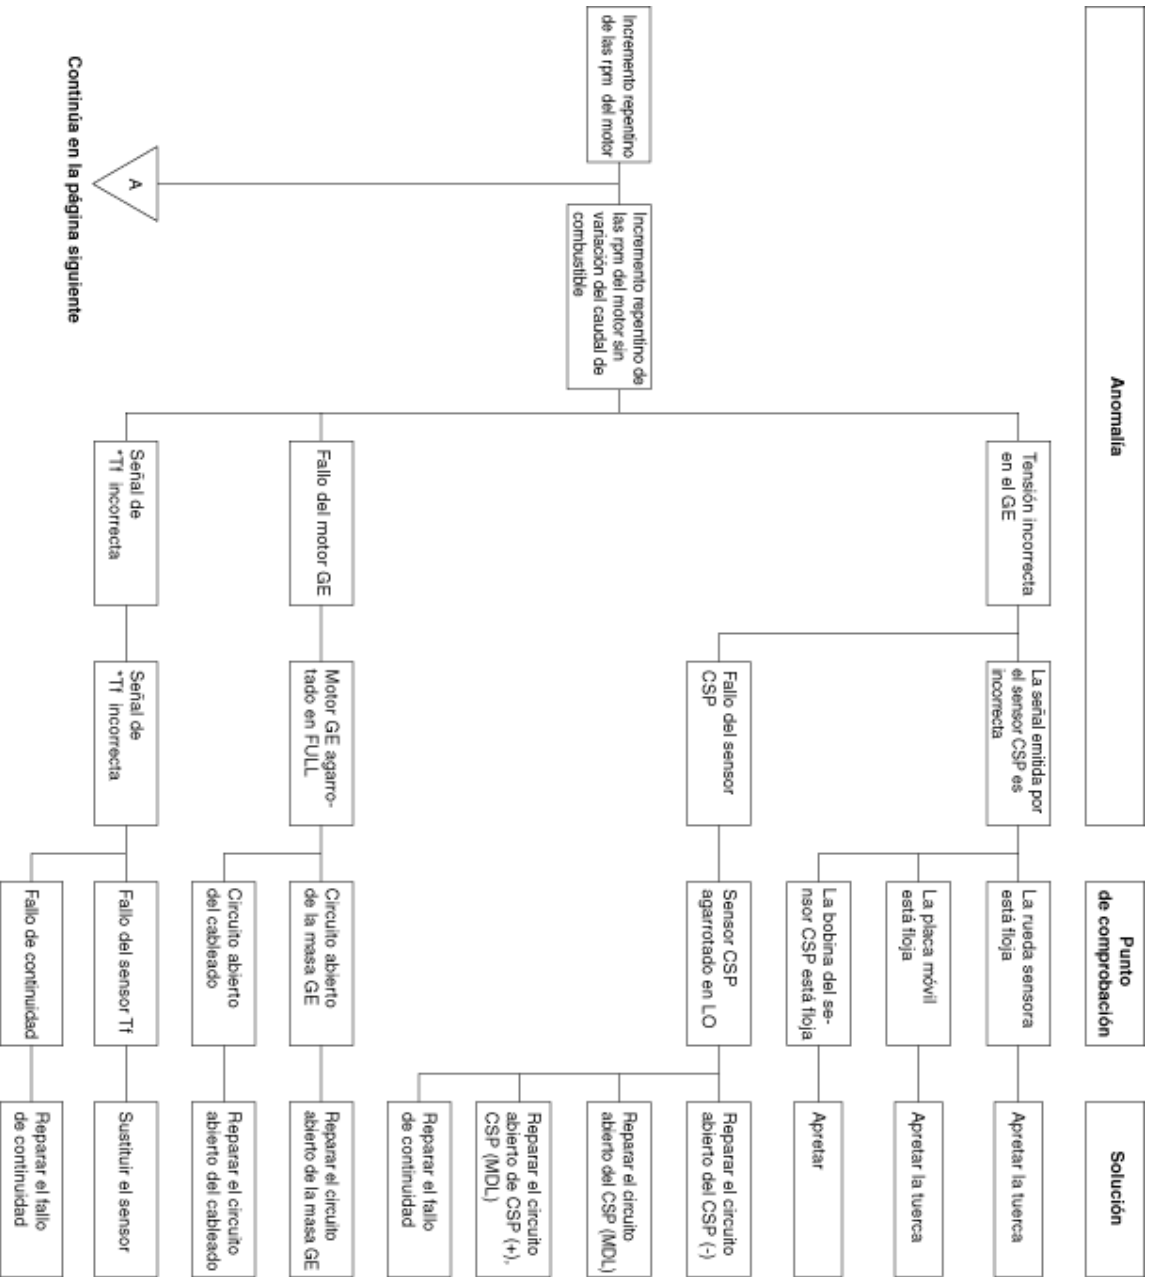 Anomalía
Punto
de comprobación
Solución
Incremento repentino
de las rpm del motor
Incremento repentino de
las rpm del motor sin
variación del caudal de
combustible
Tensión incorrecta
en el GE
La señal emitida por
el sensor CSP es
incorrecta
La rueda sensora
está floja
Apretar la tuerca
La placa móvil
está floja
Apretar la tuerca
La bobina del se-
nsor CSP está floja
Apretar
Fallo del sensor
CSP
Sensor CSP
agarrotado en LO
Reparar el circuito
abierto del CSP (-)
Reparar el circuito
abierto del CSP (MDL)
Reparar el circuito
abierto de CSP (+),
CSP (MDL)
Reparar el fallo
de continuidad
Fallo del motor GE
Motor GE agarro-
tado en FULL
Circuito abierto
de la masa GE
Reparar el circuito
abierto de la masa GE
Circuito abierto
del cableado
Reparar el circuito
abierto del cableado
Señal de
*Tf incorrecta
Señal de
*Tf incorrecta
Fallo del sensor Tf
Sustituir el sensor
Fallo de continuidad
Reparar el fallo
de continuidad
A
Continúa en la página siguiente